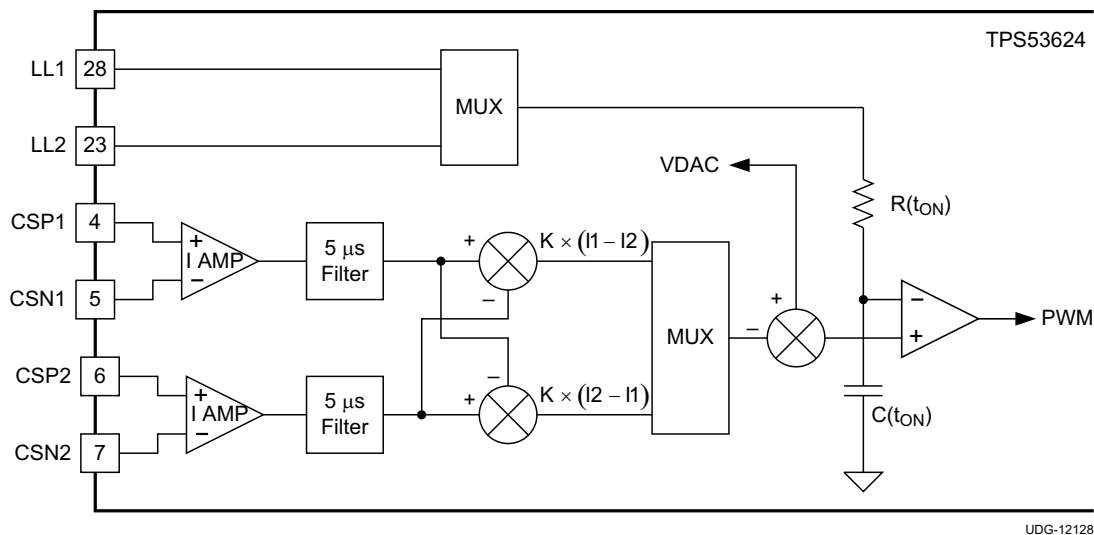 TPS53624
LL1 28
MUX
LL2 23
VDAC
R(tON)
CSP1 4
+
I AMP
−
5 µs
Filter
+
−
K × (I1 – I2)
CSN1 5
MUX
+
−
−
+
PWM
CSP2 6
+
I AMP
−
5 µs
Filter
−
+
K × (I2 – I1)
C(tON)
CSN2 7
UDG-12128